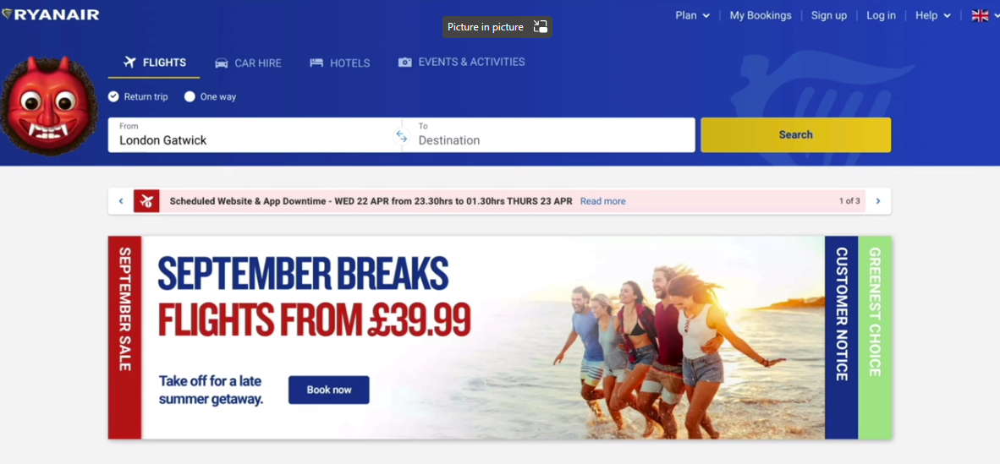 RYANAIR
Picture in picture
Plan
My Bookings
Sign up
Log in
Help
FLIGHTS
CAR HIRE
HOTELS
EVENTS & ACTIVITIES
Return trip
One way
From
London Gatwick
To
Destination
Search
Scheduled Website & App Downtime - WED 22 APR from 23.30hrs to 01.30hrs THURS 23 APR Read more
1 of 3
SEPTEMBER SALE
SEPTEMBER BREAKS
FLIGHTS FROM £39.99
Take off for a late
summer getaway.
Book now
CUSTOMER NOTICE
GREENEST CHOICE